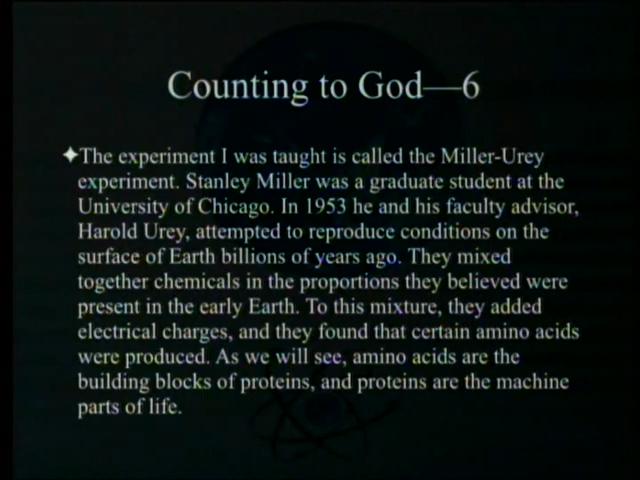 Counting to God—6
✦The experiment I was taught is called the Miller-Urey
experiment. Stanley Miller was a graduate student at the
University of Chicago. In 1953 he and his faculty advisor,
Harold Urey, attempted to reproduce conditions on the
surface of Earth billions of years ago. They mixed
together chemicals in the proportions they believed were
present in the early Earth. To this mixture, they added
electrical charges, and they found that certain amino acids
were produced. As we will see, amino acids are the
building blocks of proteins, and proteins are the machine
parts of life.